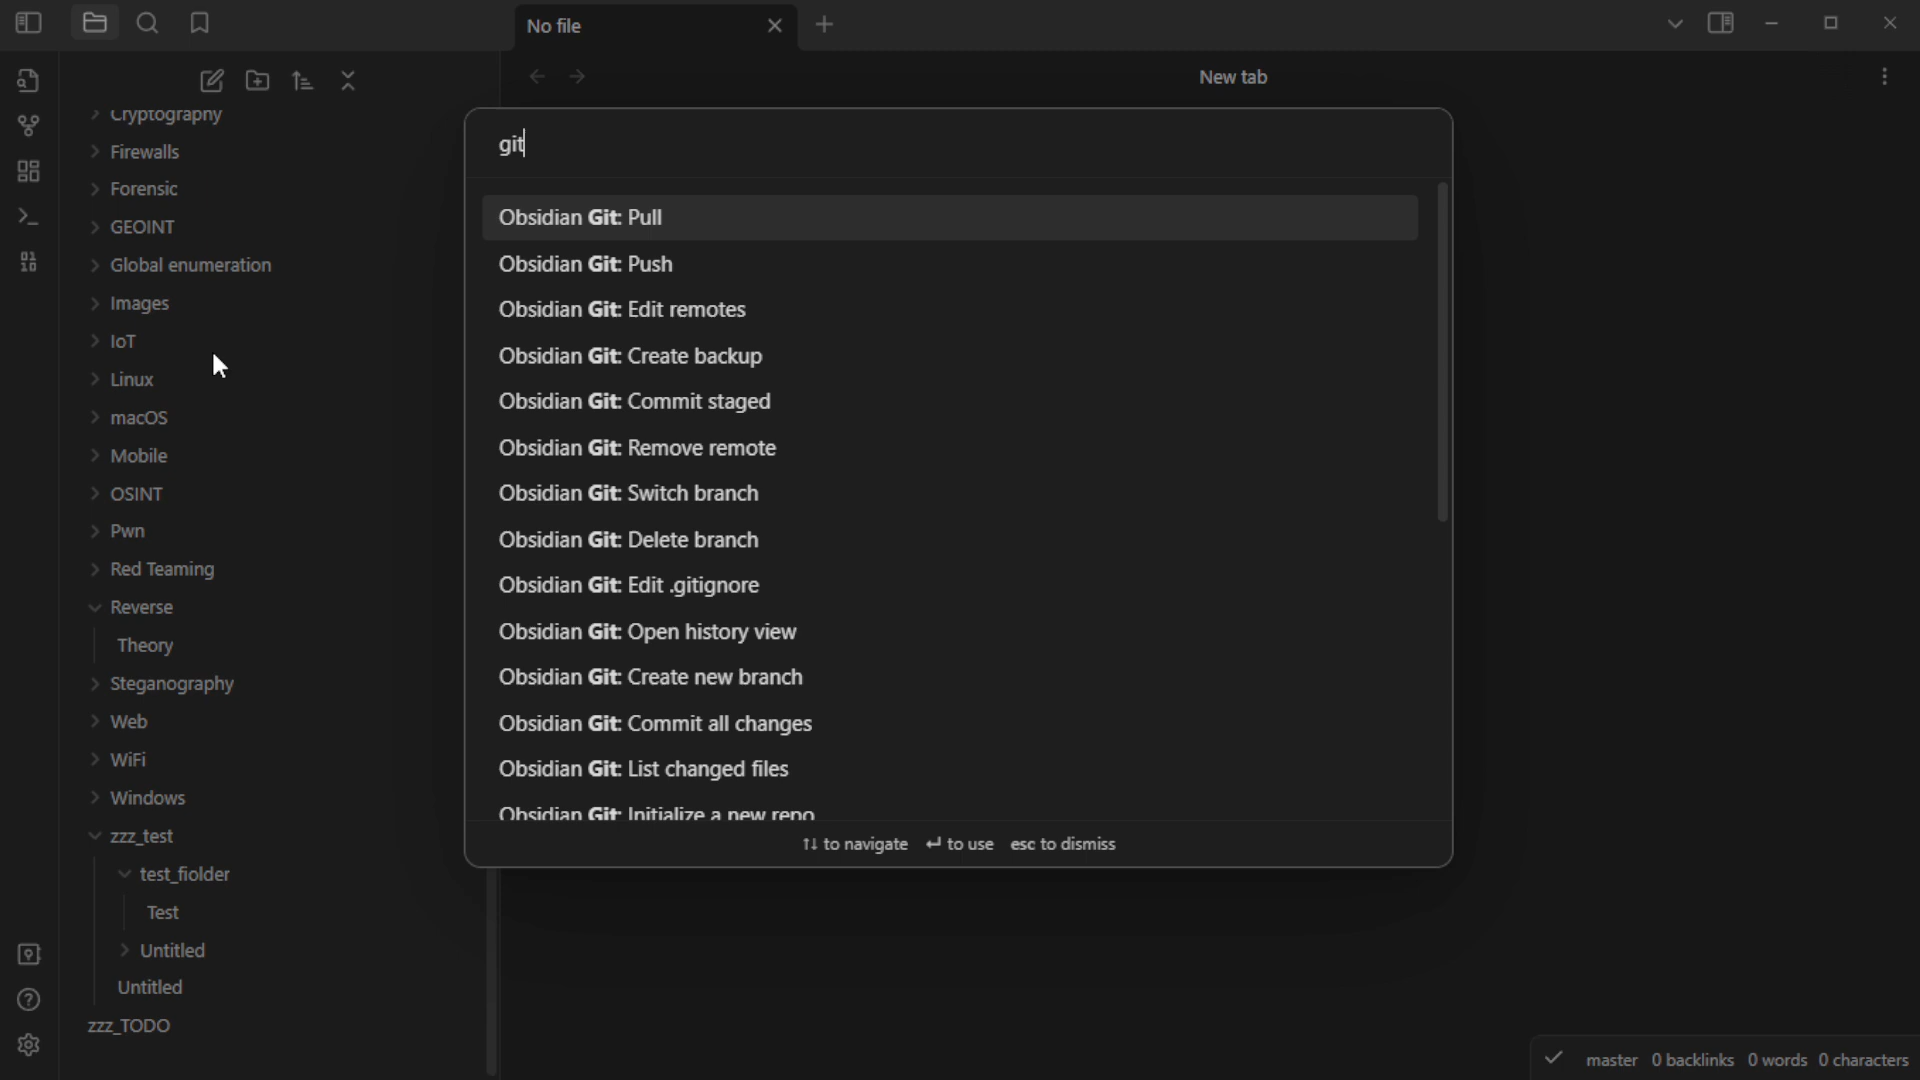 No file
New tab
Cryptography
Firewalls
Forensic
GEOINT
Global enumeration
Images
IoT
Linux
macOS
Mobile
OSINT
Pwn
Red Teaming
Reverse
Theory
Steganography
Web
WiFi
Windows
zzz_test
test_fiolder
Test
Untitled
Untitled
zzz_TODO
git
Obsidian Git: Pull
Obsidian Git: Push
Obsidian Git: Edit remotes
Obsidian Git: Create backup
Obsidian Git: Commit staged
Obsidian Git: Remove remote
Obsidian Git: Switch branch
Obsidian Git: Delete branch
Obsidian Git: Edit .gitignore
Obsidian Git: Open history view
Obsidian Git: Create new branch
Obsidian Git: Commit all changes
Obsidian Git: List changed files
Obsidian Git: Initialize a new repo
↑↓ to navigate ↵ to use esc to dismiss
master 0 backlinks 0 words 0 characters